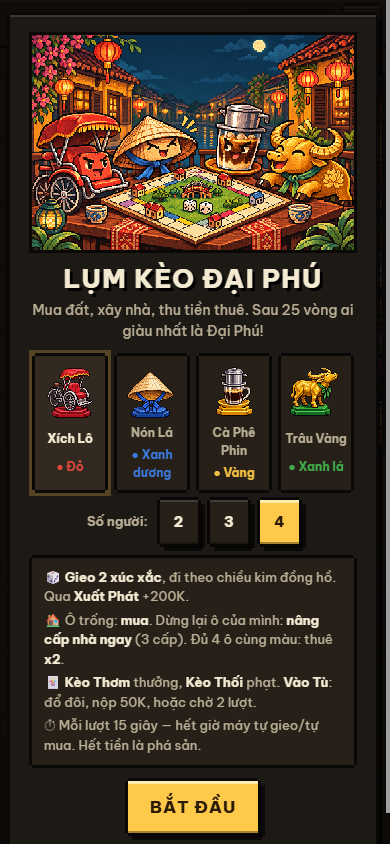 LỤM KÈO ĐẠI PHÚ
Mua đất, xây nhà, thu tiền thuê. Sau 25 vòng ai
giàu nhất là Đại Phú!
Xích Lô
• Đỏ
Nón Lá
• Xanh
dương
Cà Phê
Phin
• Vàng
Trâu Vàng
• Xanh lá
Số người: 2 3 4
🎲 Gieo 2 xúc xắc, đi theo chiều kim đồng hồ.
Qua Xuất Phát +200K.
🏠 Ô trống: mua. Dừng lại ô của mình: nâng
cấp nhà ngay (3 cấp). Đủ 4 ô cùng màu: thuê
x2.
🃏 Kèo Thơm thưởng, Kèo Thối phạt. Vào Tù:
đổ đôi, nộp 50K, hoặc chờ 2 lượt.
⏱ Mỗi lượt 15 giây — hết giờ máy tự gieo/tự
mua. Hết tiền là phá sản.
BẮT ĐẦU